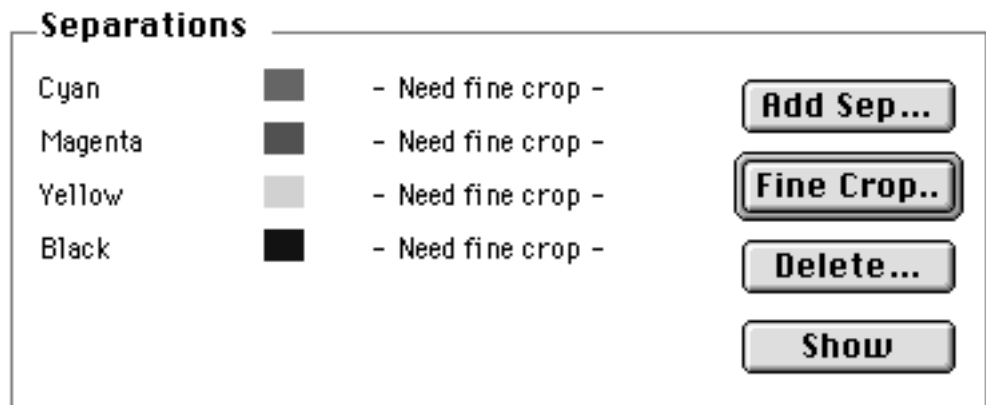 Separations
Cyan - Need fine crop -
Add Sep...
Magenta - Need fine crop -
Fine Crop..
Yellow - Need fine crop -
Black - Need fine crop -
Delete...
Show